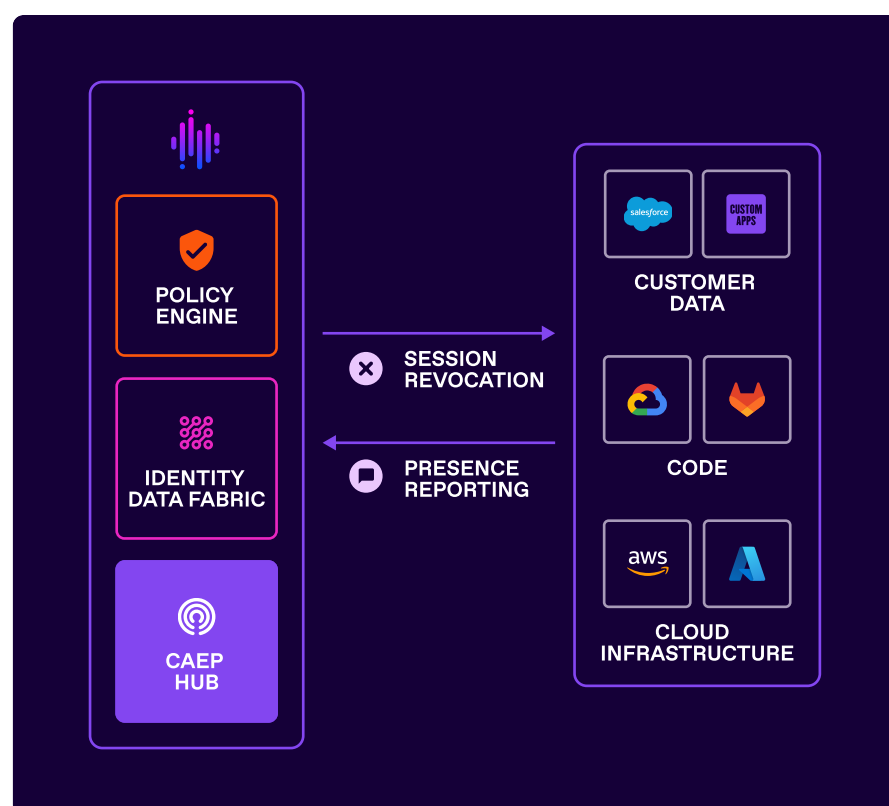 POLICY
ENGINE
IDENTITY
DATA FABRIC
CAEP
HUB
SESSION
REVOCATION
PRESENCE
REPORTING
salesforce
CUSTOM
APPS
CUSTOMER
DATA
CODE
aws
CLOUD
INFRASTRUCTURE